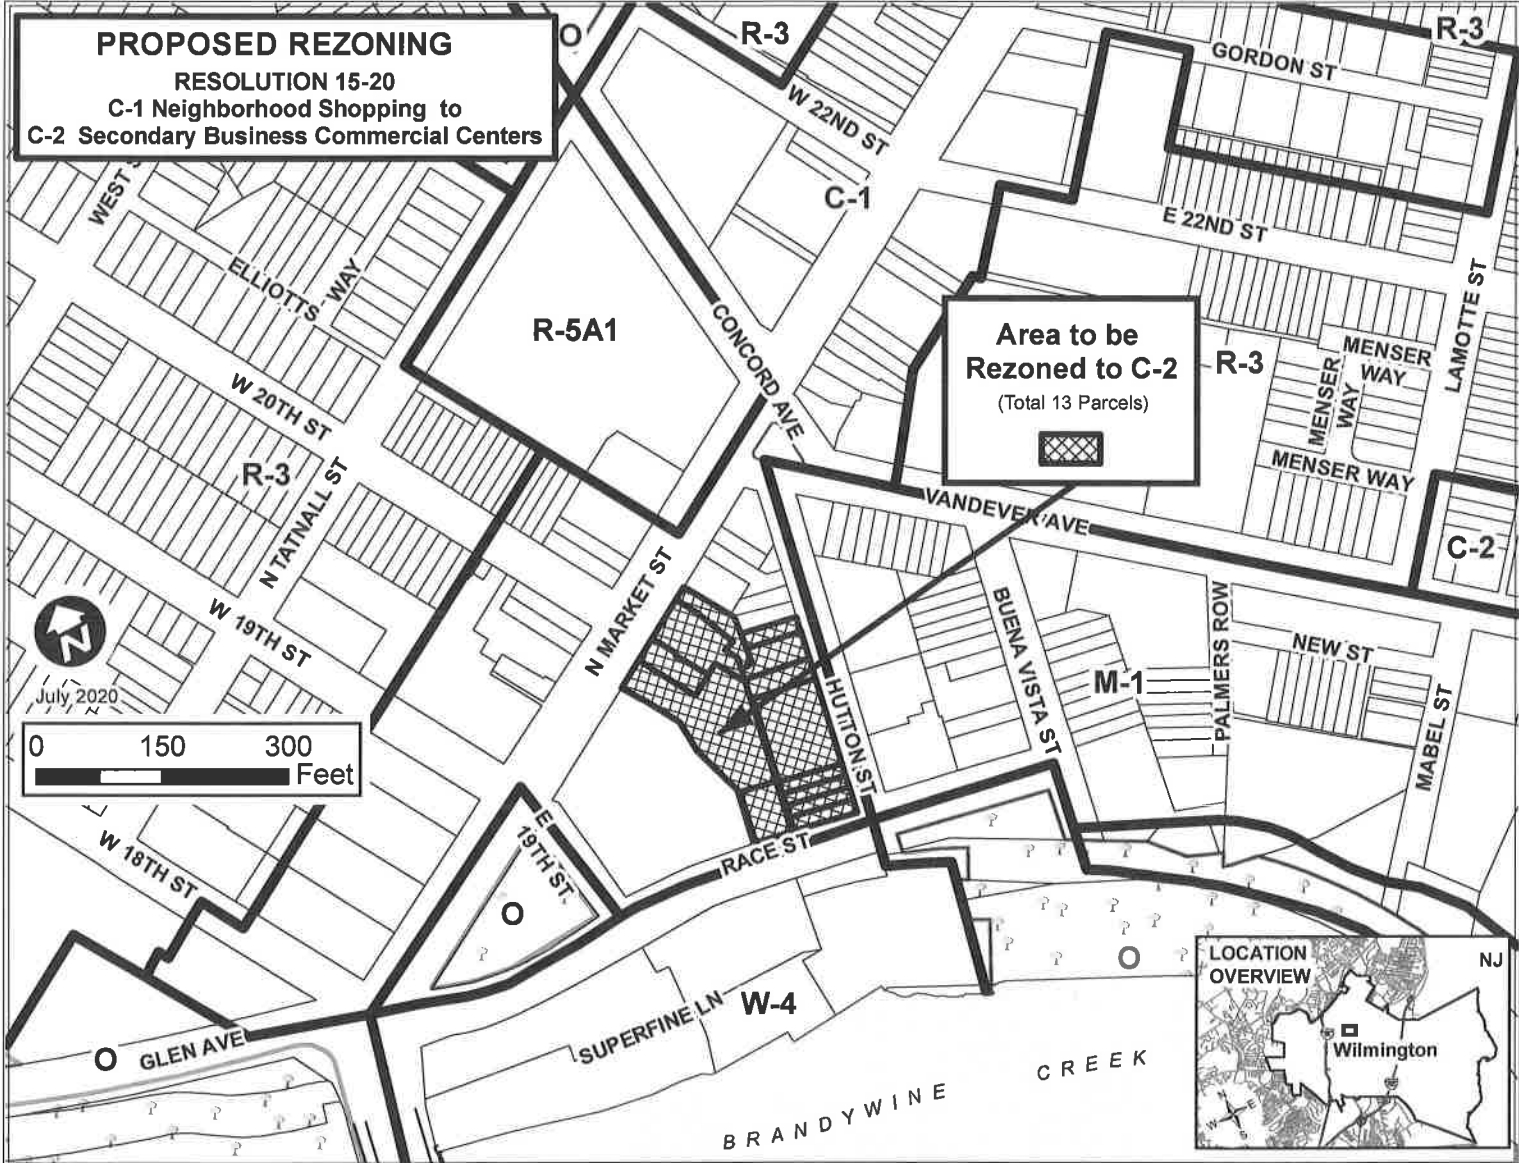 PROPOSED REZONING
RESOLUTION 15-20
C-1 Neighborhood Shopping to
C-2 Secondary Business Commercial Centers
O
R-3
R-3
GORDON ST
W 22ND ST
WEST
C-1
E 22ND ST
ELLIOTTS WAY
LAMOTTE ST
R-5A1
CONCORD AVE
Area to be
Rezoned to C-2
(Total 13 Parcels)
R-3
MENSER
WAY
MENSER
WAY
MENSER WAY
W 20TH ST
R-3
N TATNALL ST
VANDEVER AVE
C-2
N MARKET ST
W 19TH ST
BUENA VISTA ST
PALMERS ROW
NEW ST
M-1
MABEL ST
HUTTON ST
N
July 2020
0 150 300
Feet
E
19TH ST
RACE ST
W 18TH ST
O
O
W-4
SUPERFINE LN
GLEN AVE
O
BRANDYWINE CREEK
LOCATION
OVERVIEW
NJ
Wilmington
N
E
W
S